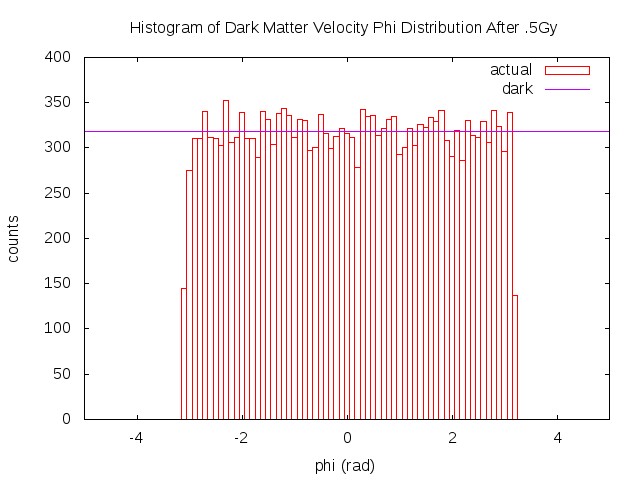 Histogram of Dark Matter Velocity Phi Distribution After .5Gy
400
350
300
250
200
150
100
50
0
counts
actual
dark
-4 -2 0 2 4
phi (rad)